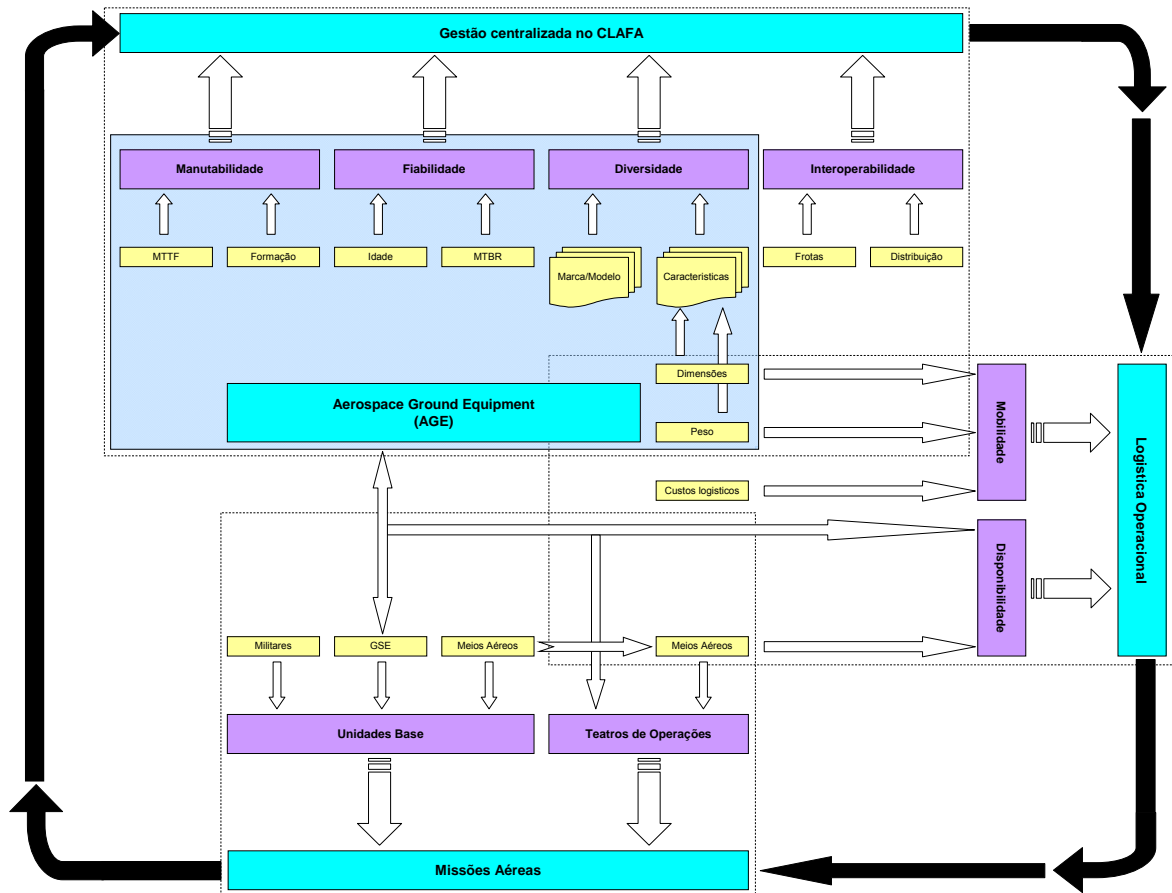 Gestão centralizada no CLAFA
Manutabilidade
Fiabilidade
Diversidade
Interoperabilidade
MTTF
Formação
Idade
MTBR
Marca/Modelo
Caracteristicas
Frotas
Distribuição
Dimensões
Aerospace Ground Equipment
(AGE)
Peso
Custos logisticos
Mobilidade
Logistica Operacional
Disponibilidade
Militares
GSE
Meios Aéreos
Meios Aéreos
Unidades Base
Teatros de Operações
Missões Aéreas